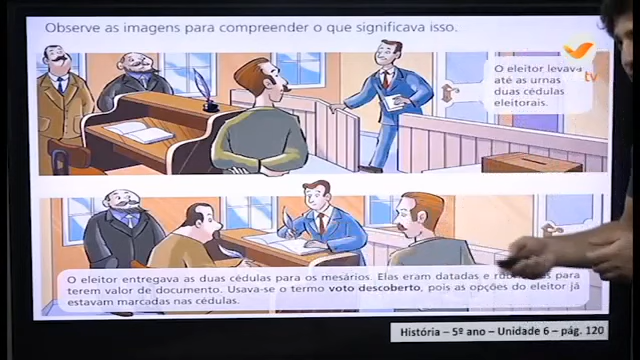 Observe as imagens para compreender o que significava isso.
O eleitor levava
até as urnas
duas cédulas
eleitorais.
tv
O eleitor entregava as duas cédulas para os mesários. Elas eram datadas e para
terem valor de documento. Usava-se o termo voto descoberto, pois as opções do eleitor já
estavam marcadas nas cédulas.
História – 5º ano – Unidade 6 – pág. 120